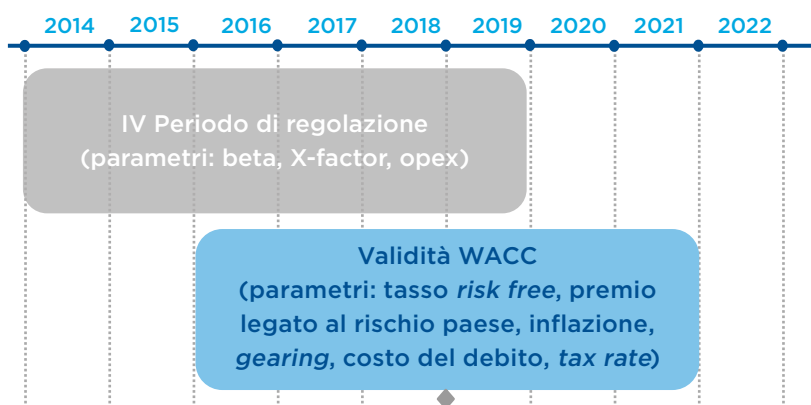 2014 2015 2016 2017 2018 2019 2020 2021 2022
IV Periodo di regolazione
(parametri: beta, X-factor, opex)
Validità WACC
(parametri: tasso risk free, premio
legato al rischio paese, inflazione,
gearing, costo del debito, tax rate)